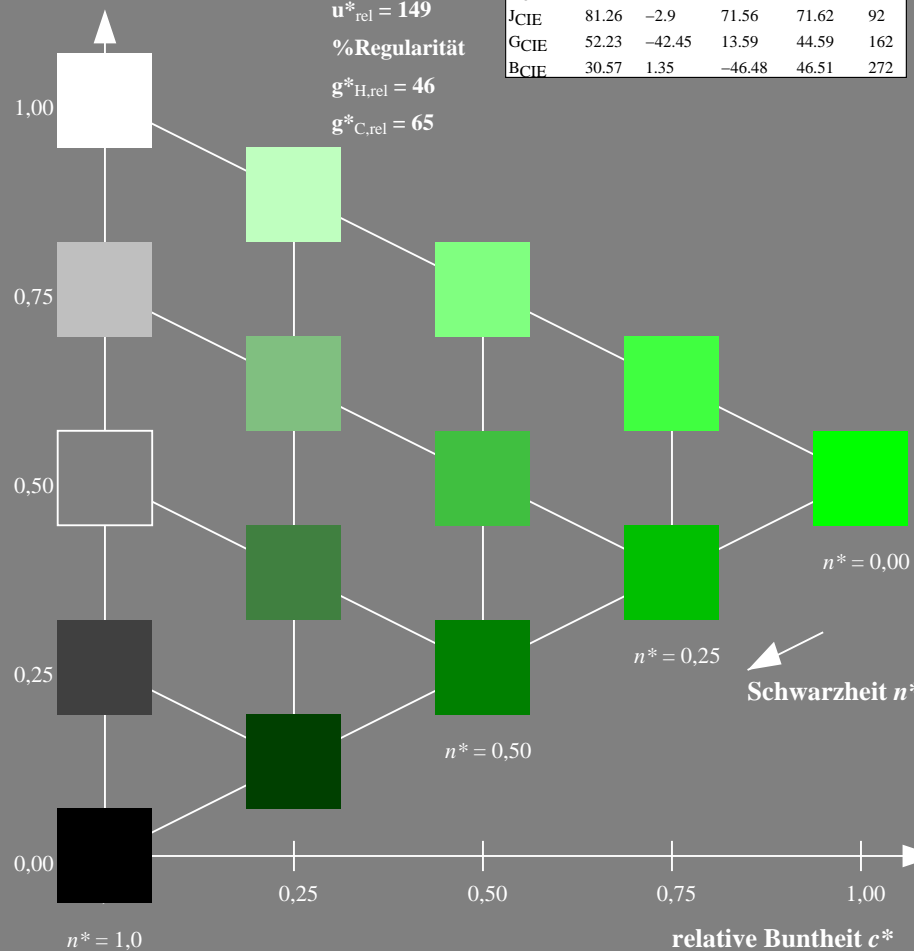 u*rel = 149
%Regularität
g*H,rel = 46
g*C,rel = 65
JCIE 81.26 −2.9 71.56 71.62 92
GCIE 52.23 −42.45 13.59 44.59 162
BCIE 30.57 1.35 −46.48 46.51 272
1,00
0,75
0,50
n* = 0,00
n* = 0,25
0,25
Schwarzheit n*
n* = 0,50
0,00
0,25 0,50 0,75 1,00
n* = 1,0
relative Buntheit c*